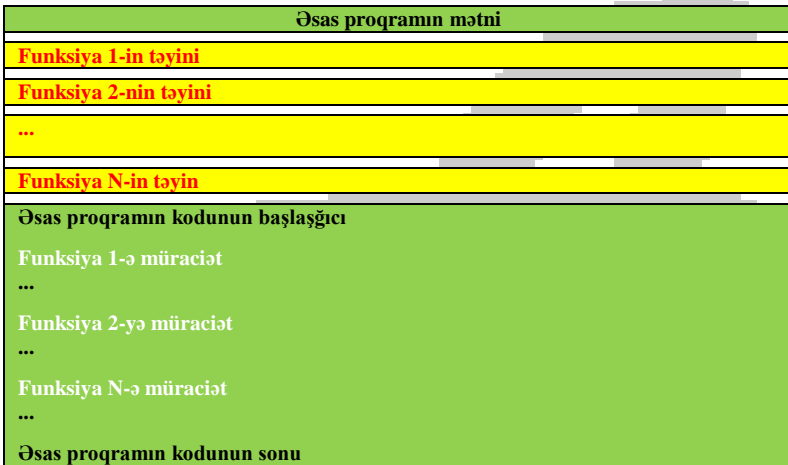 Əsas proqramın mətni
Funksiya 1-in təyini
Funksiya 2-nin təyini
...
Funksiya N-in təyin
Əsas proqramın kodunun başlaşğıcı
Funksiya 1-ə müraciət
...
Funksiya 2-yə müraciət
...
Funksiya N-ə müraciət
...
Əsas proqramın kodunun sonu